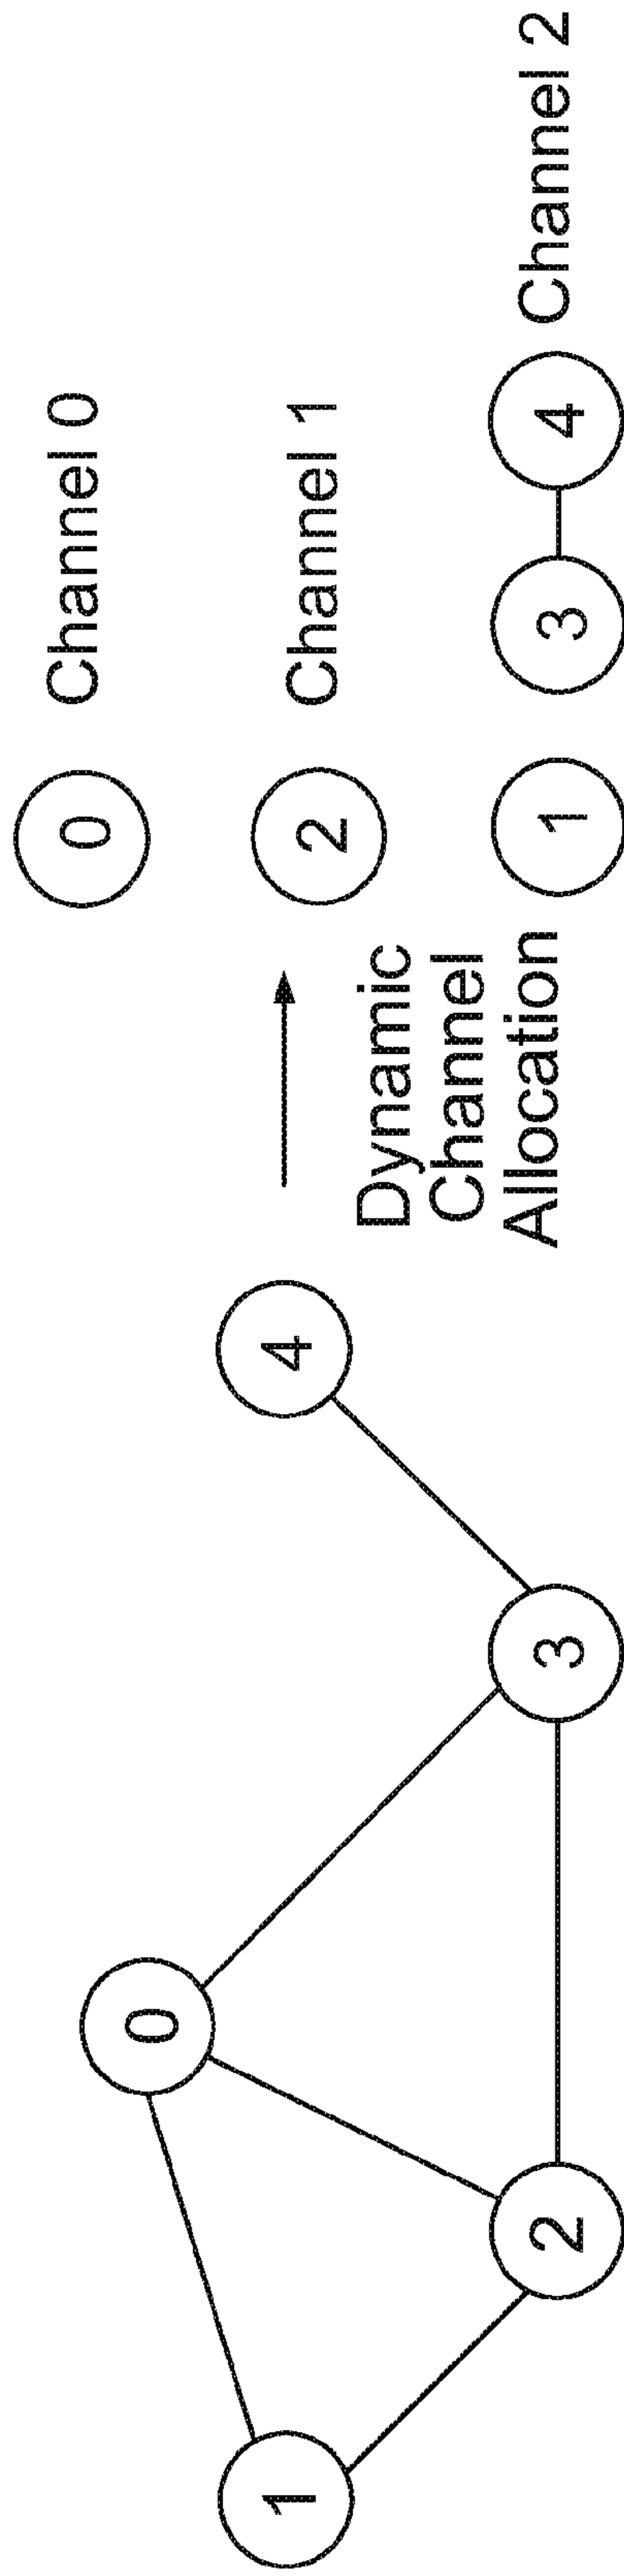 0
1
2
3
4
Dynamic
Channel
Allocation
0 Channel 0
2 Channel 1
1 3 4 Channel 2